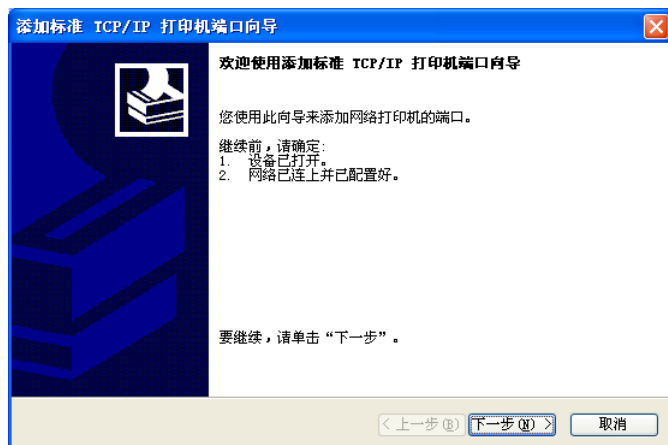 添加标准 TCP/IP 打印机端口向导
欢迎使用添加标准 TCP/IP 打印机端口向导
您使用此向导来添加网络打印机的端口。
继续前，请确定:
1. 设备已打开。
2. 网络已连上并已配置好。
要继续，请单击“下一步”。
< 上一步(B) 下一步(N) > 取消